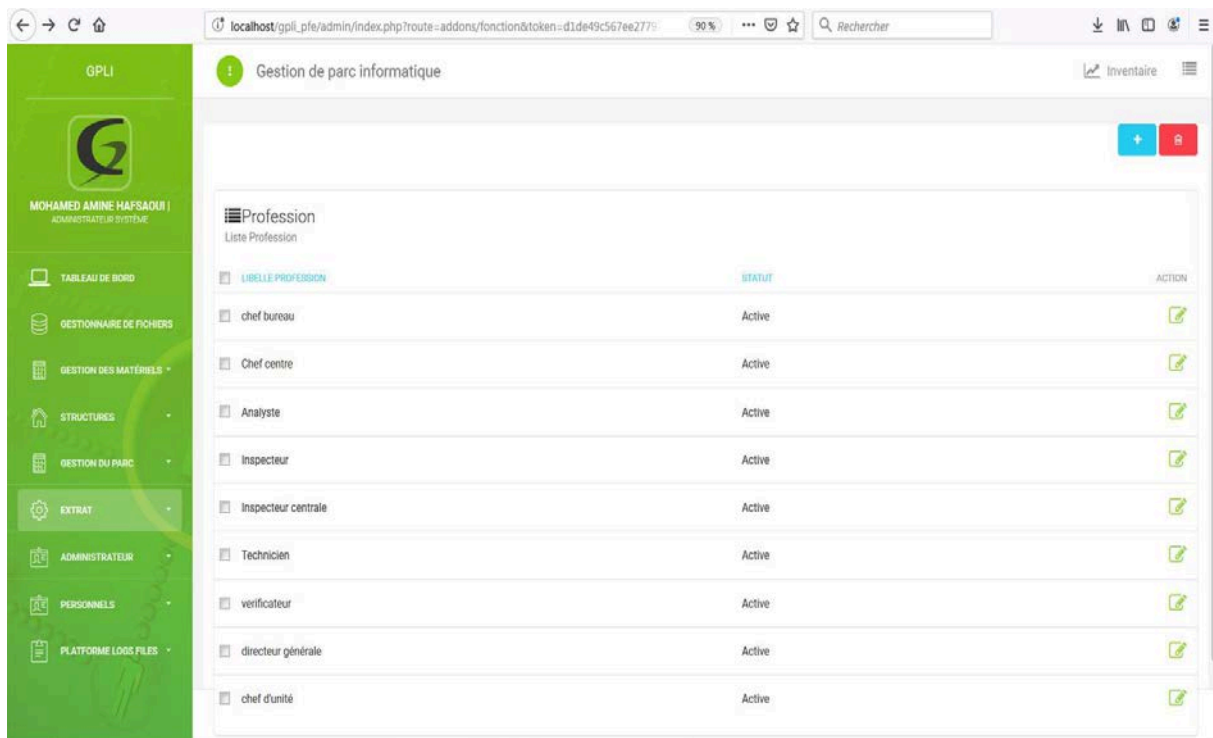 localhost/gpli_pfe/admin/index.php?route=addons/fonction&token=d1de49c567ee2779
90 %
Rechercher
GPLI
Gestion de parc informatique
Inventaire
MOHAMED AMINE HAFSAOUI |
ADMINISTRATEUR SYSTÈME
Profession
Liste Profession
TABLEAU DE BORD
GESTIONNAIRE DE FICHIERS
GESTION DES MATÉRIELS
STRUCTURES
GESTION DU PARC
EXTRAT
ADMINISTRATEUR
PERSONNELS
PLATFORME LOGS FILES
LIBELLE PROFESSION STATUT ACTION
chef bureau Active
Chef centre Active
Analyste Active
Inspecteur Active
Inspecteur centrale Active
Technicien Active
verificateur Active
directeur générale Active
chef d'unité Active